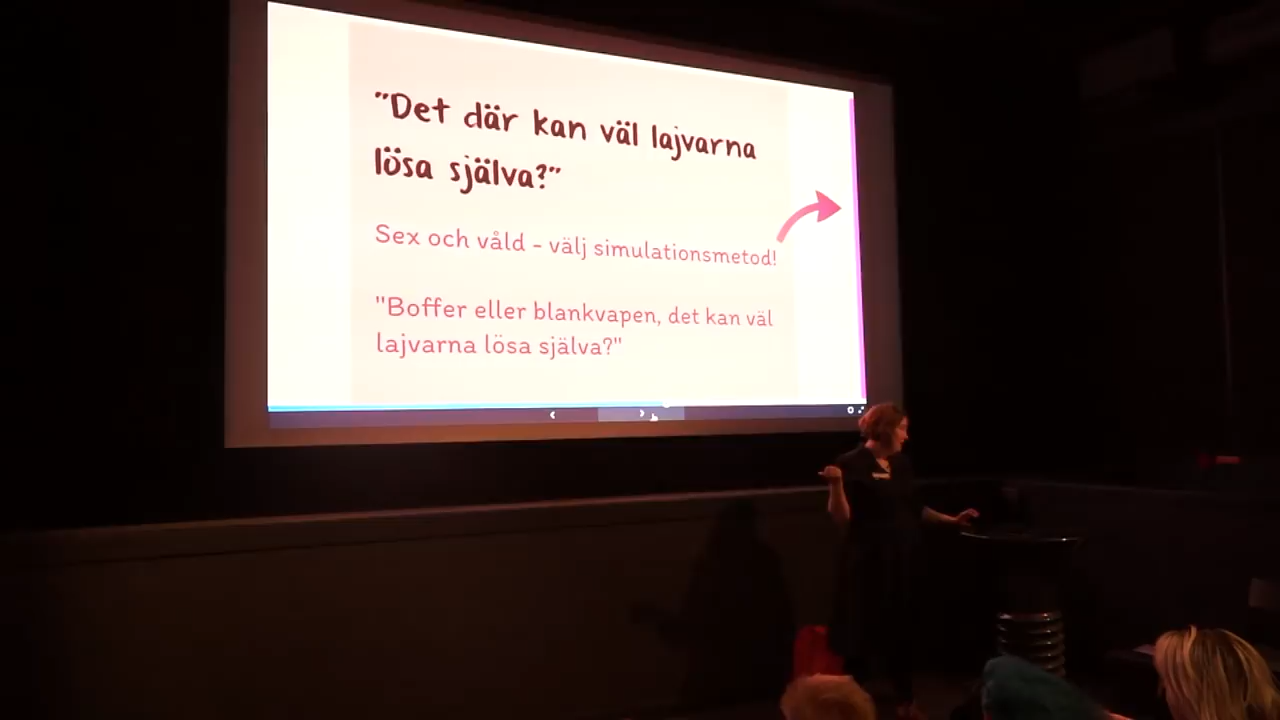 "Det där kan väl lajvarna
lösa själva?"
Sex och våld - välj simulationsmetod!
"Boffer eller blankvapen, det kan väl
lajvarna lösa själva?"